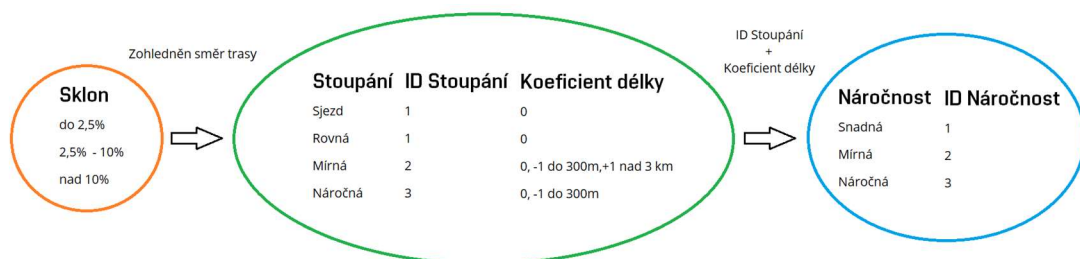 Zohledněn směr trasy
ID Stoupání
+
Koeficient délky
Sklon
do 2,5%
2,5% - 10%
nad 10%
Stoupání ID Stoupání Koeficient délky
Sjezd 1 0
Rovná 1 0
Mírná 2 0, -1 do 300m,+1 nad 3 km
Náročná 3 0, -1 do 300m
Náročnost ID Náročnost
Snadná 1
Mírná 2
Náročná 3